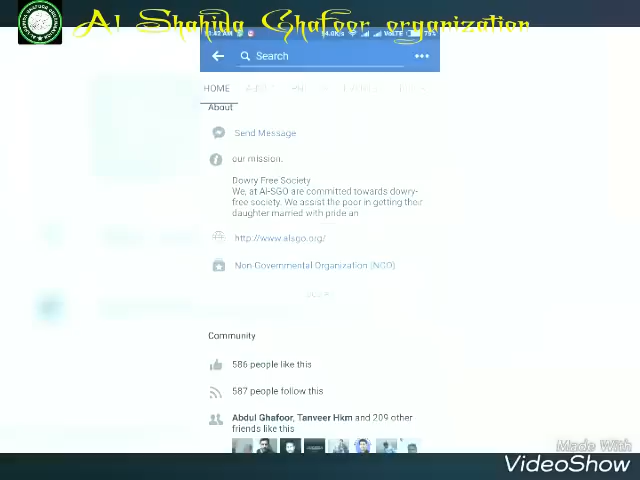 Al Shahida Ghafoor organization
Search
HOME
About
Send Message
our mission.
Dowry Free Society
We, at Al-SGO are committed towards dowry-
free society. We assist the poor in getting their
daughter married with pride an
http://www.alsgo.org/
Non Governmental Organization (NGO)
Community
586 people like this
587 people follow this
Abdul Ghafoor, Tanveer Hkm and 209 other
friends like this
Made With
VideoShow